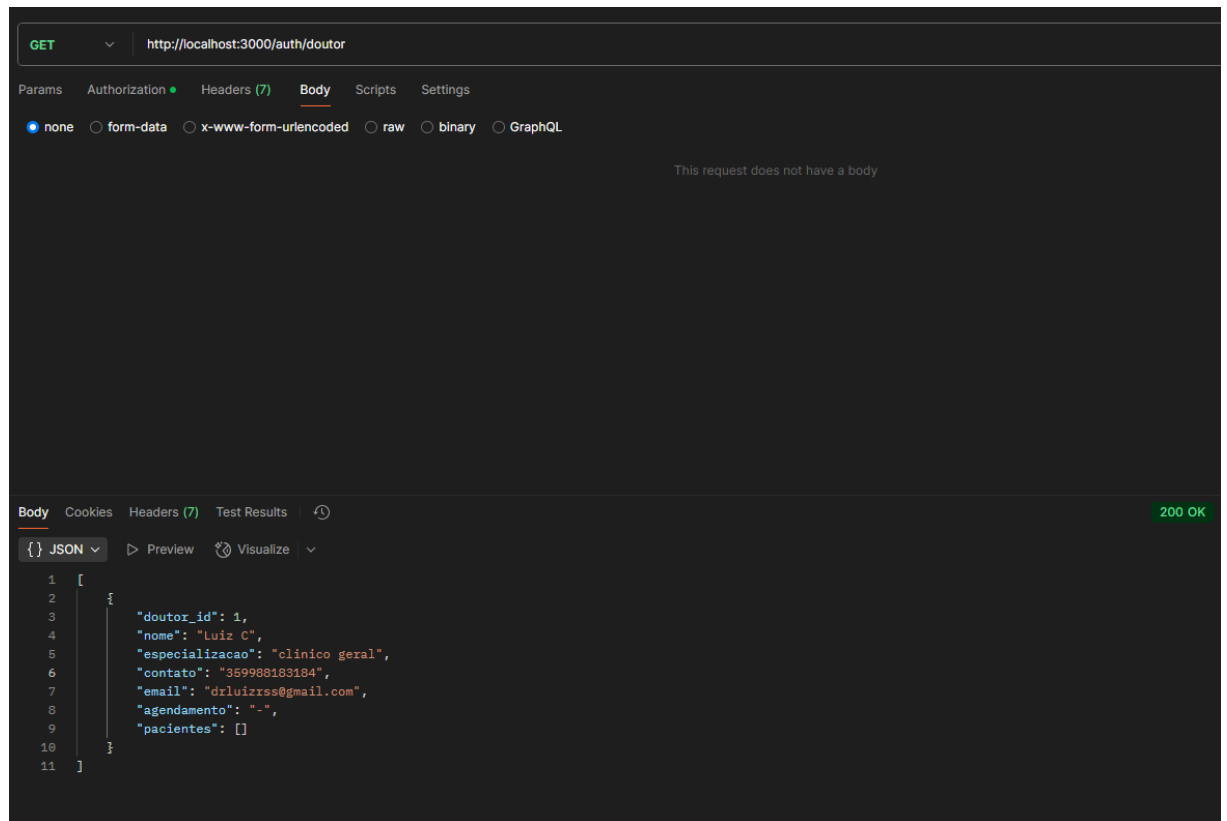 GET http://localhost:3000/auth/doutor
Params Authorization Headers (7) Body Scripts Settings
none form-data x-www-form-urlencoded raw binary GraphQL
This request does not have a body
Body Cookies Headers (7) Test Results 200 OK
{} JSON Preview Visualize
1 [
2 {
3 "doutor_id": 1,
4 "nome": "Luiz C",
5 "especializacao": "clinico geral",
6 "contato": "359988183184",
7 "email": "drluizrss@gmail.com",
8 "agendamento": "-",
9 "pacientes": []
10 }
11 ]